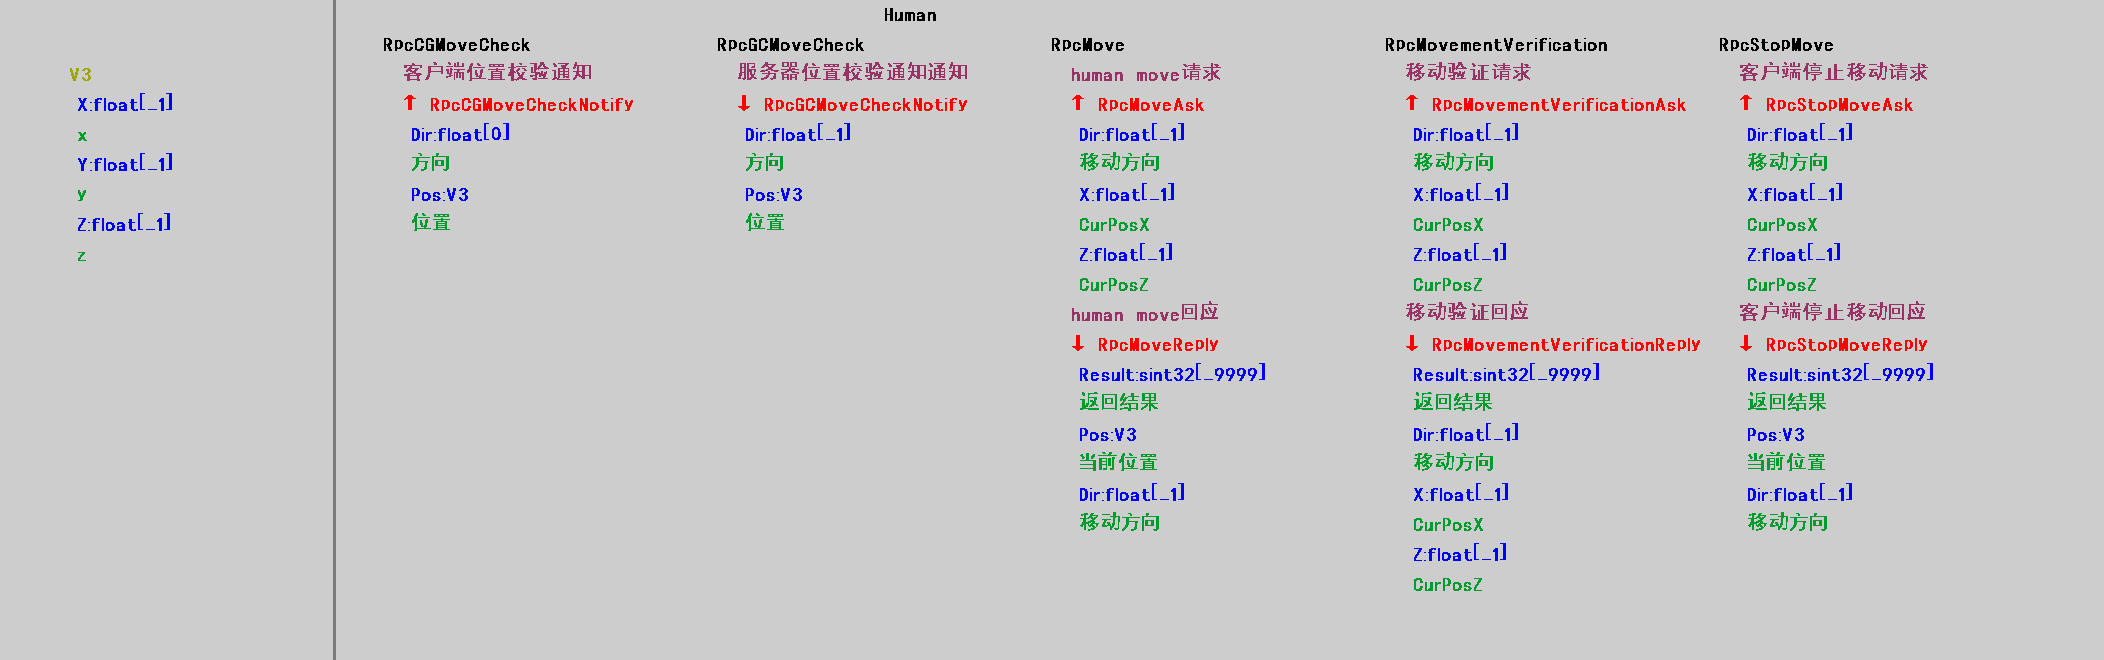 Human
V3
X:float[_1]
x
Y:float[_1]
y
Z:float[_1]
z
RpcCGMoveCheck
客户端位置校验通知
↑ RpcCGMoveCheckNotify
Dir:float[0]
方向
Pos:V3
位置
RpcGCMoveCheck
服务器位置校验通知通知
↓ RpcGCMoveCheckNotify
Dir:float[_1]
方向
Pos:V3
位置
RpcMove
human move请求
↑ RpcMoveAsk
Dir:float[_1]
移动方向
X:float[_1]
CurPosX
Z:float[_1]
CurPosZ
human move回应
↓ RpcMoveReply
Result:sint32[_9999]
返回结果
Pos:V3
当前位置
Dir:float[_1]
移动方向
RpcMovementVerification
移动验证请求
↑ RpcMovementVerificationAsk
Dir:float[_1]
移动方向
X:float[_1]
CurPosX
Z:float[_1]
CurPosZ
移动验证回应
↓ RpcMovementVerificationReply
Result:sint32[_9999]
返回结果
Dir:float[_1]
移动方向
X:float[_1]
CurPosX
Z:float[_1]
CurPosZ
RpcStopMove
客户端停止移动请求
↑ RpcStopMoveAsk
Dir:float[_1]
移动方向
X:float[_1]
CurPosX
Z:float[_1]
CurPosZ
客户端停止移动回应
↓ RpcStopMoveReply
Result:sint32[_9999]
返回结果
Pos:V3
当前位置
Dir:float[_1]
移动方向